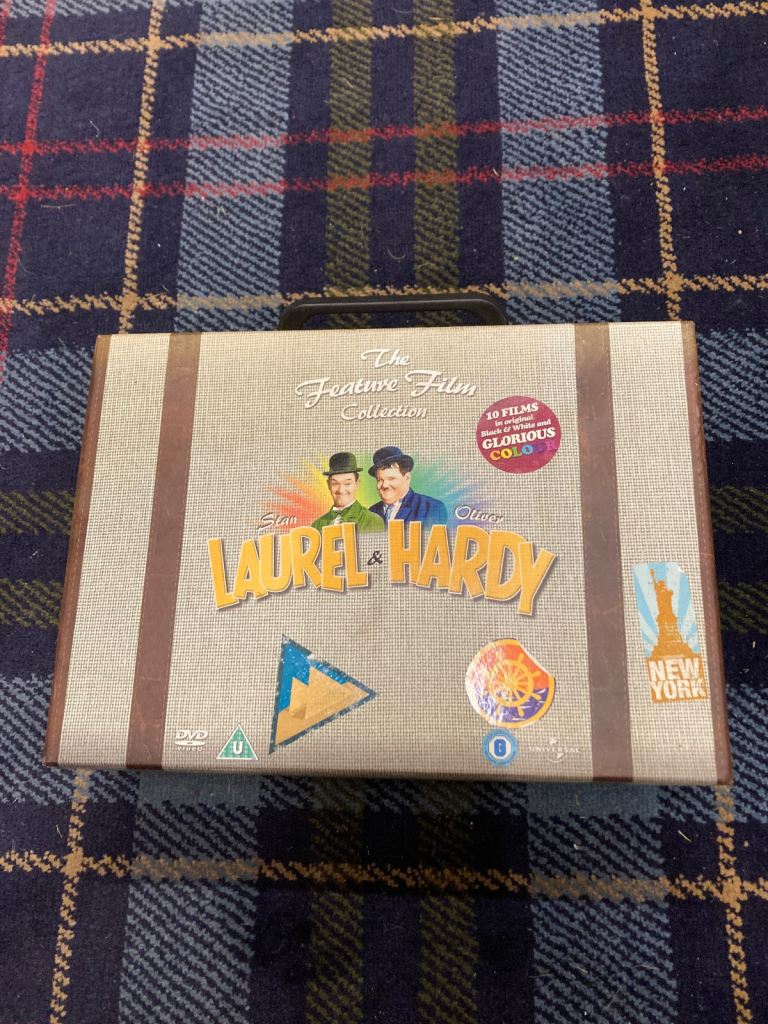 The
Feature Film
Collection
10 FILMS
in original
Black & White and
GLORIOUS
COLOUR
Stan
Oliver
LAUREL & HARDY
NEW
YORK
DVD
VIDEO
U
UNIVERSAL